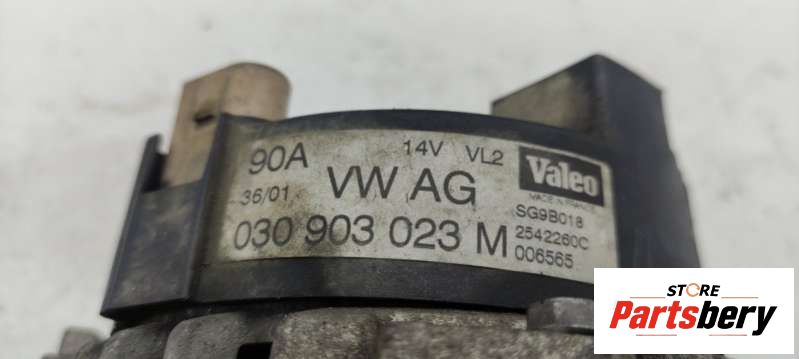 90A 14V VL2 Valeo
MADE IN FRANCE
36/01 VW AG SG9B018
030 903 023 M 2542260C
006565
STORE
Partsbery